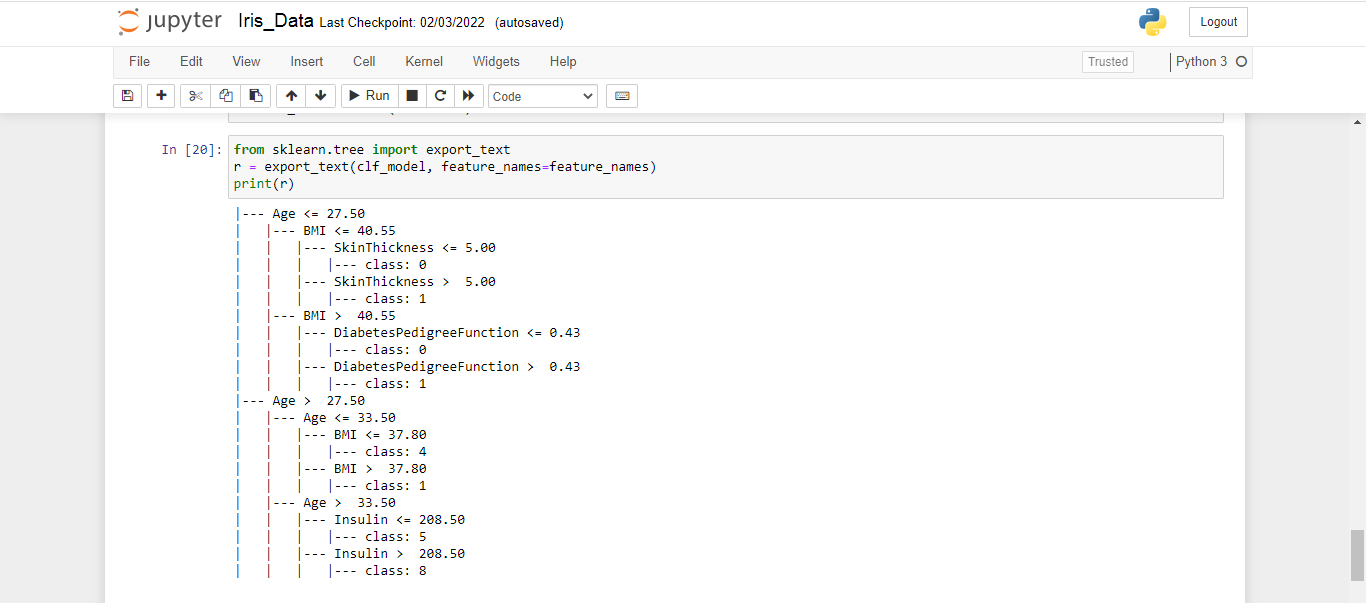 jupyter Iris_Data Last Checkpoint: 02/03/2022 (autosaved) Logout
File Edit View Insert Cell Kernel Widgets Help Trusted Python 3
Run Code
In [20]: from sklearn.tree import export_text
r = export_text(clf_model, feature_names=feature_names)
print(r)
|--- Age <= 27.50
|   |--- BMI <= 40.55
|   |   |--- SkinThickness <= 5.00
|   |   |   |--- class: 0
|   |   |--- SkinThickness >  5.00
|   |   |   |--- class: 1
|   |--- BMI >  40.55
|   |   |--- DiabetesPedigreeFunction <= 0.43
|   |   |   |--- class: 0
|   |   |--- DiabetesPedigreeFunction >  0.43
|   |   |   |--- class: 1
|--- Age >  27.50
|   |--- Age <= 33.50
|   |   |--- BMI <= 37.80
|   |   |   |--- class: 4
|   |   |--- BMI >  37.80
|   |   |   |--- class: 1
|   |--- Age >  33.50
|   |   |--- Insulin <= 208.50
|   |   |   |--- class: 5
|   |   |--- Insulin >  208.50
|   |   |   |--- class: 8